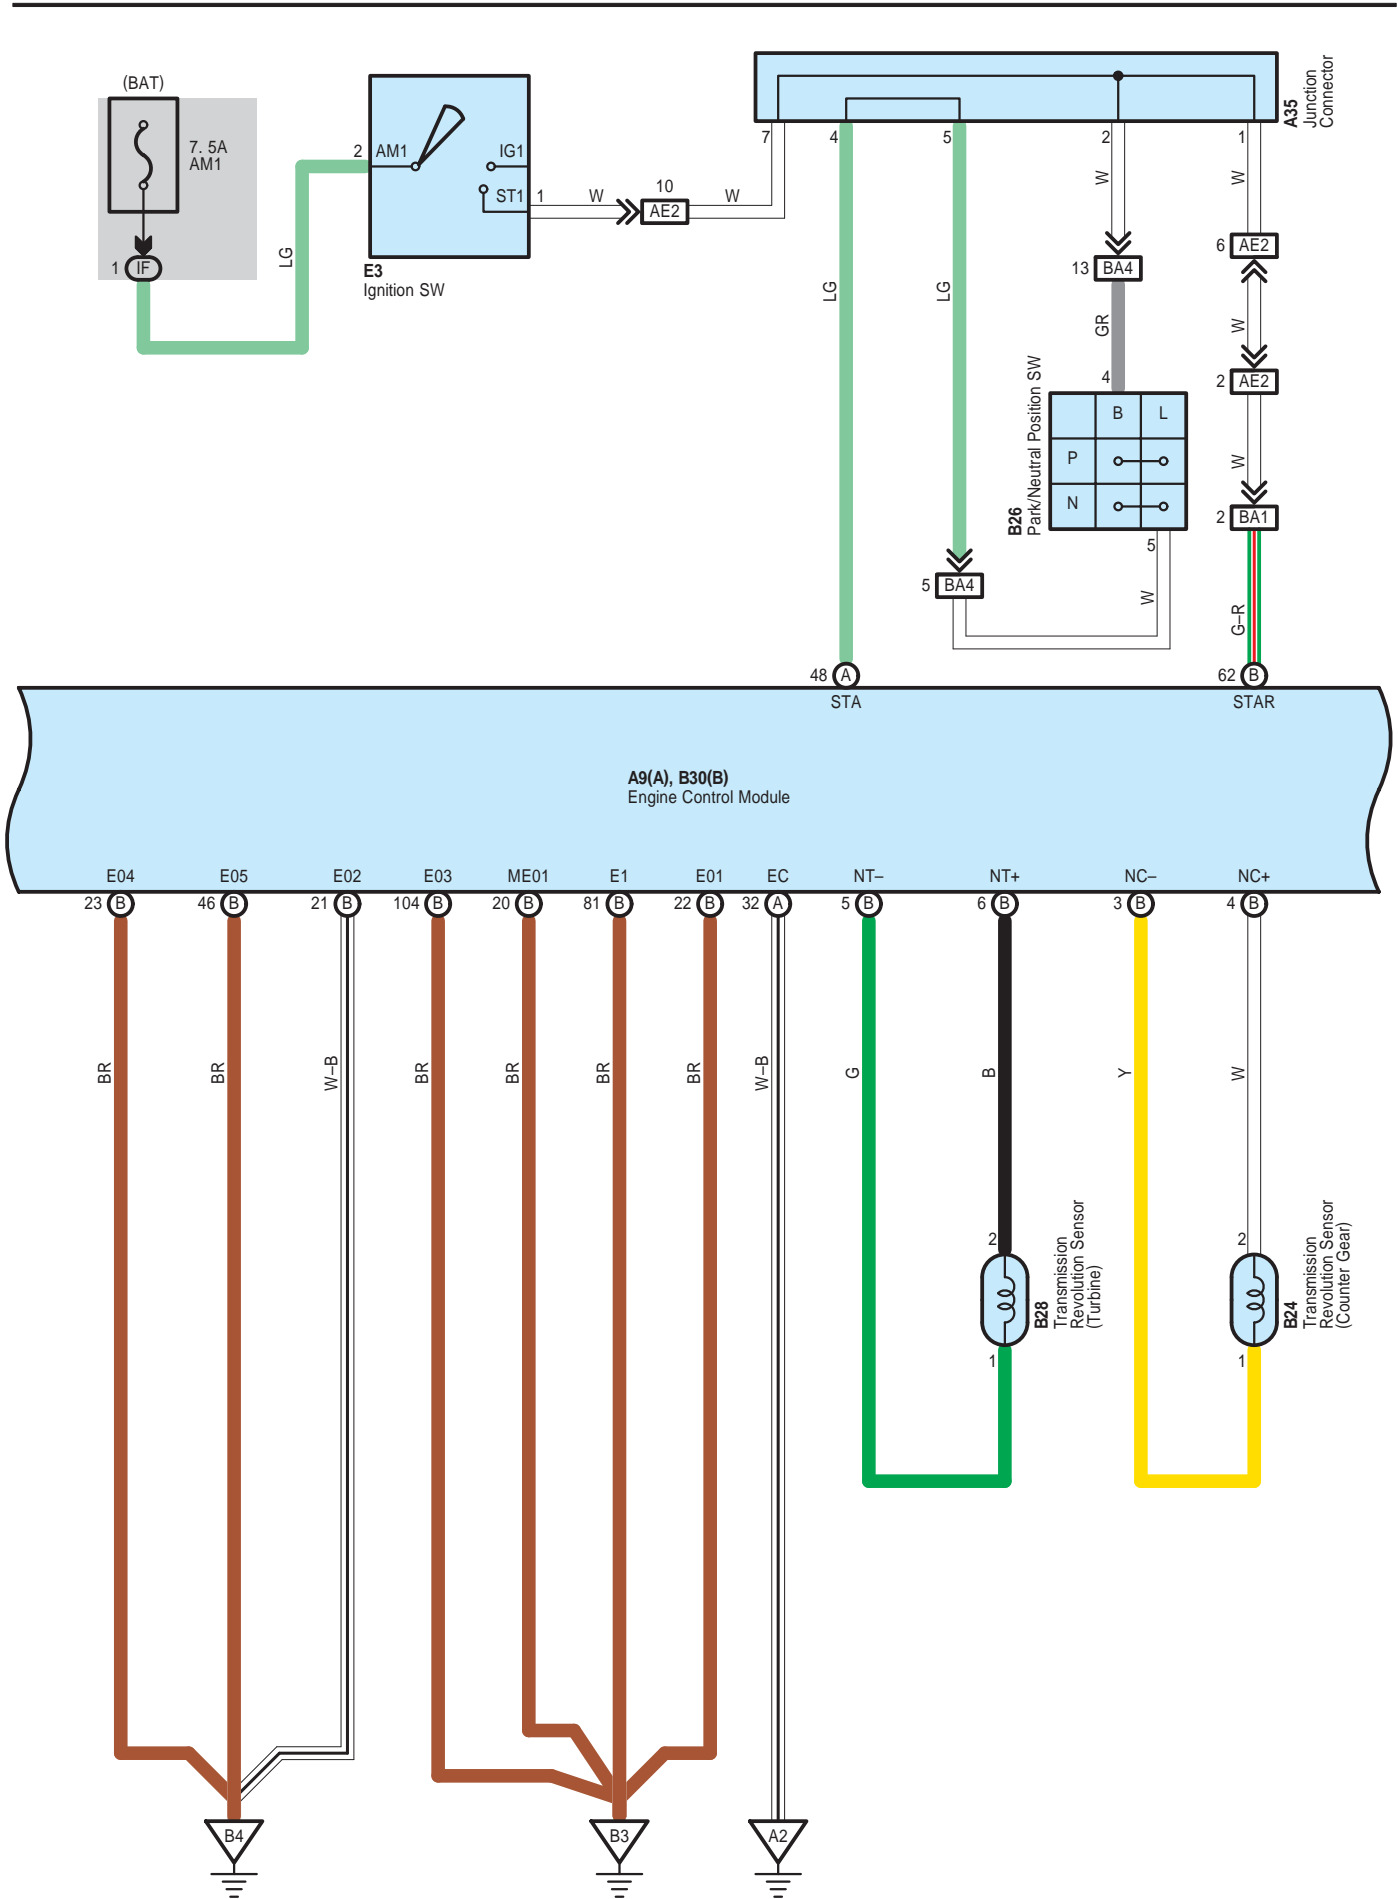 (BAT)
7. 5A
AM1
1
IF
LG
2
AM1
IG1
ST1
E3
Ignition SW
1
W
10
AE2
W
A35
Junction
Connector
7
4
5
2
1
W
W
13
BA4
6
AE2
LG
LG
GR
W
4
2
AE2
B26
Park/Neutral Position SW
B
L
P
N
W
5
2
BA1
5
BA4
W
G–R
48
A
62
B
STA
STAR
A9(A), B30(B)
Engine Control Module
E04
E05
E02
E03
ME01
E1
E01
EC
NT–
NT+
NC–
NC+
23
B
46
B
21
B
104
B
20
B
81
B
22
B
32
A
5
B
6
B
3
B
4
B
BR
BR
W–B
BR
BR
BR
BR
W–B
G
B
Y
W
2
B28
Transmission
Revolution Sensor
(Turbine)
1
2
B24
Transmission
Revolution Sensor
(Counter Gear)
1
B4
B3
A2